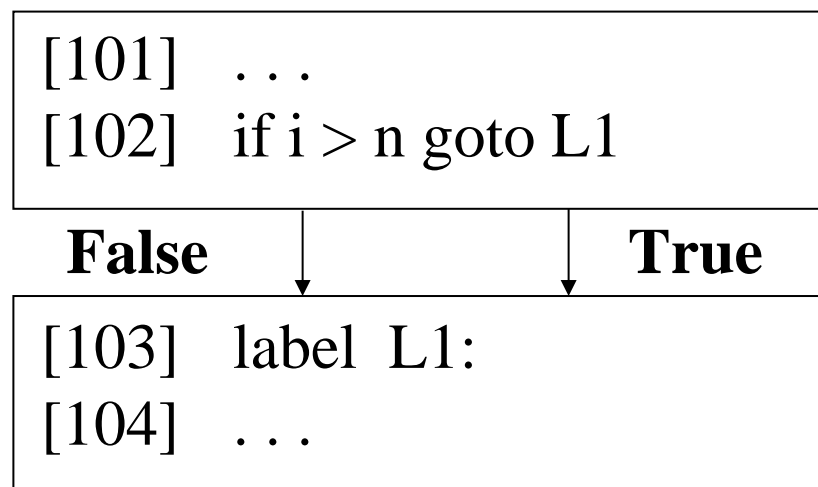 [101] . . .
[102] if i > n goto L1
False True
[103] label L1:
[104] . . .